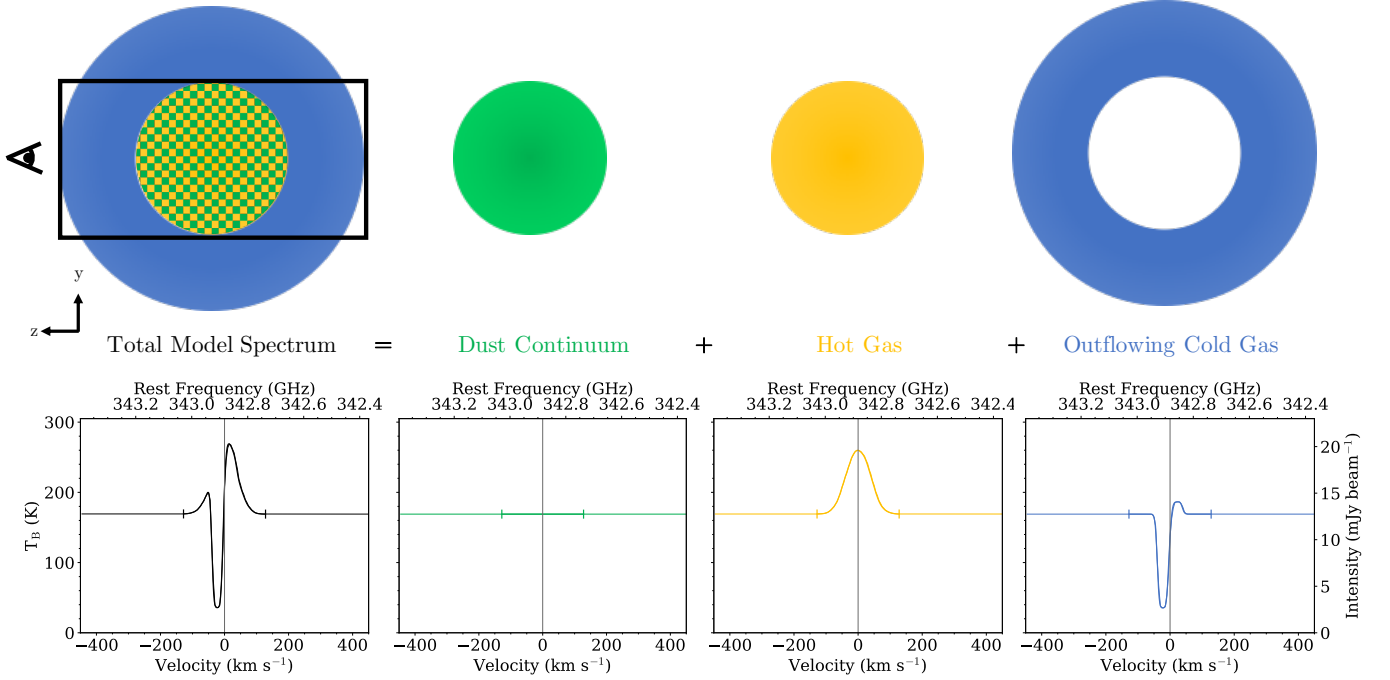 y
z
Total Model Spectrum = Dust Continuum + Hot Gas + Outflowing Cold Gas
Rest Frequency (GHz) Rest Frequency (GHz) Rest Frequency (GHz) Rest Frequency (GHz)
343.2 343.0 342.8 342.6 342.4 343.2 343.0 342.8 342.6 342.4 343.2 343.0 342.8 342.6 342.4 343.2 343.0 342.8 342.6 342.4
300
200
100
0
T_B (K)
20
15
10
5
0
Intensity (mJy beam⁻¹)
−400 −200 0 200 400 −400 −200 0 200 400 −400 −200 0 200 400 −400 −200 0 200 400
Velocity (km s⁻¹) Velocity (km s⁻¹) Velocity (km s⁻¹) Velocity (km s⁻¹)